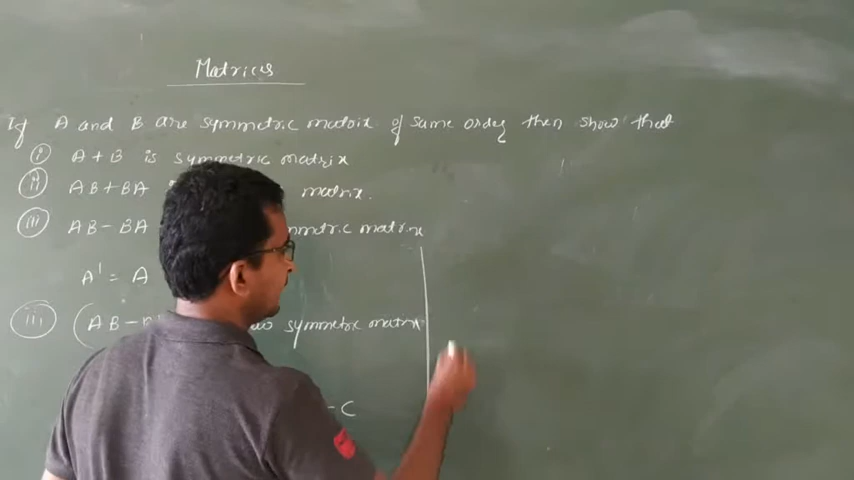 Matrices
If A and B are symmetric matrix of same order then show that
(i) A+B is symmetric matrix
(ii) AB+BA matrix.
(iii) AB-BA mmetric matrix
A' = A
(iii) (AB- symmetric matrix
- C